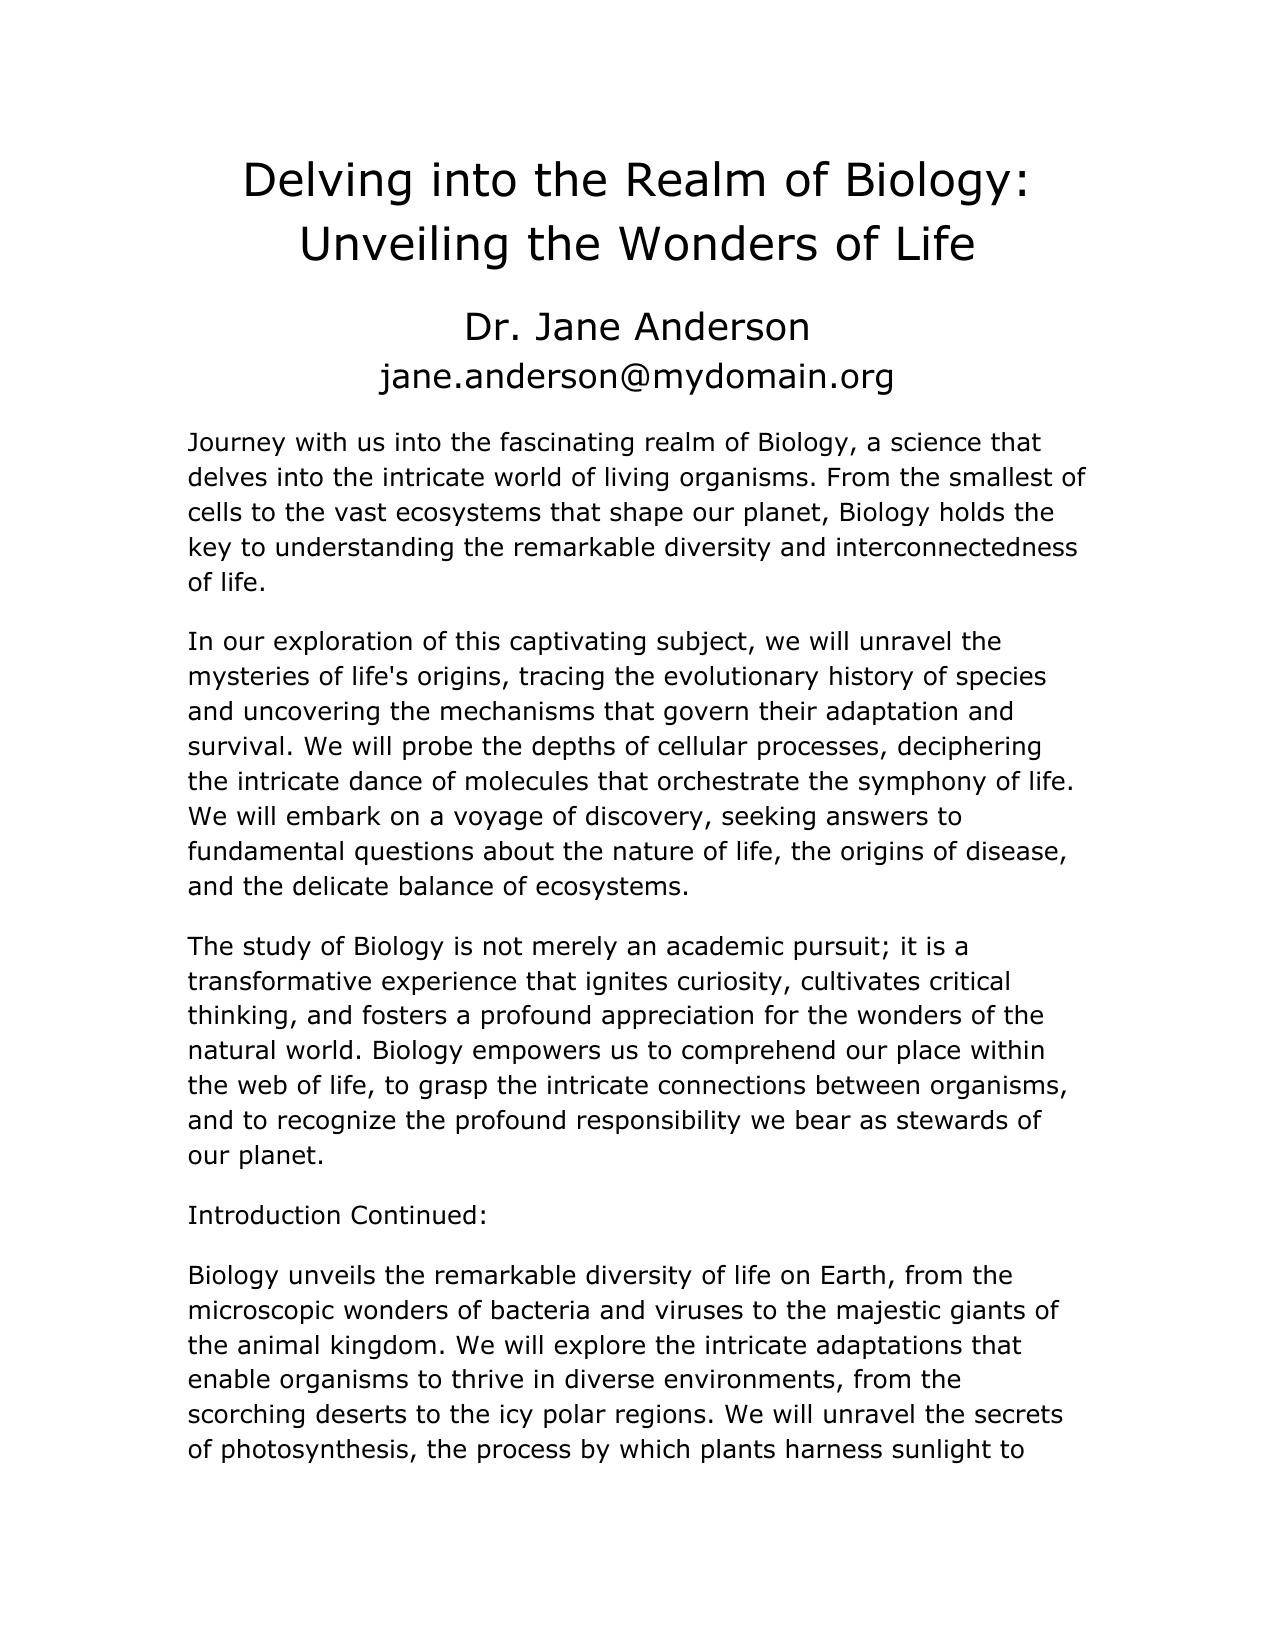 Delving into the Realm of Biology:
Unveiling the Wonders of Life
Dr. Jane Anderson
jane.anderson@mydomain.org
Journey with us into the fascinating realm of Biology, a science that
delves into the intricate world of living organisms. From the smallest of
cells to the vast ecosystems that shape our planet, Biology holds the
key to understanding the remarkable diversity and interconnectedness
of life.
In our exploration of this captivating subject, we will unravel the
mysteries of life's origins, tracing the evolutionary history of species
and uncovering the mechanisms that govern their adaptation and
survival. We will probe the depths of cellular processes, deciphering
the intricate dance of molecules that orchestrate the symphony of life.
We will embark on a voyage of discovery, seeking answers to
fundamental questions about the nature of life, the origins of disease,
and the delicate balance of ecosystems.
The study of Biology is not merely an academic pursuit; it is a
transformative experience that ignites curiosity, cultivates critical
thinking, and fosters a profound appreciation for the wonders of the
natural world. Biology empowers us to comprehend our place within
the web of life, to grasp the intricate connections between organisms,
and to recognize the profound responsibility we bear as stewards of
our planet.
Introduction Continued:
Biology unveils the remarkable diversity of life on Earth, from the
microscopic wonders of bacteria and viruses to the majestic giants of
the animal kingdom. We will explore the intricate adaptations that
enable organisms to thrive in diverse environments, from the
scorching deserts to the icy polar regions. We will unravel the secrets
of photosynthesis, the process by which plants harness sunlight to